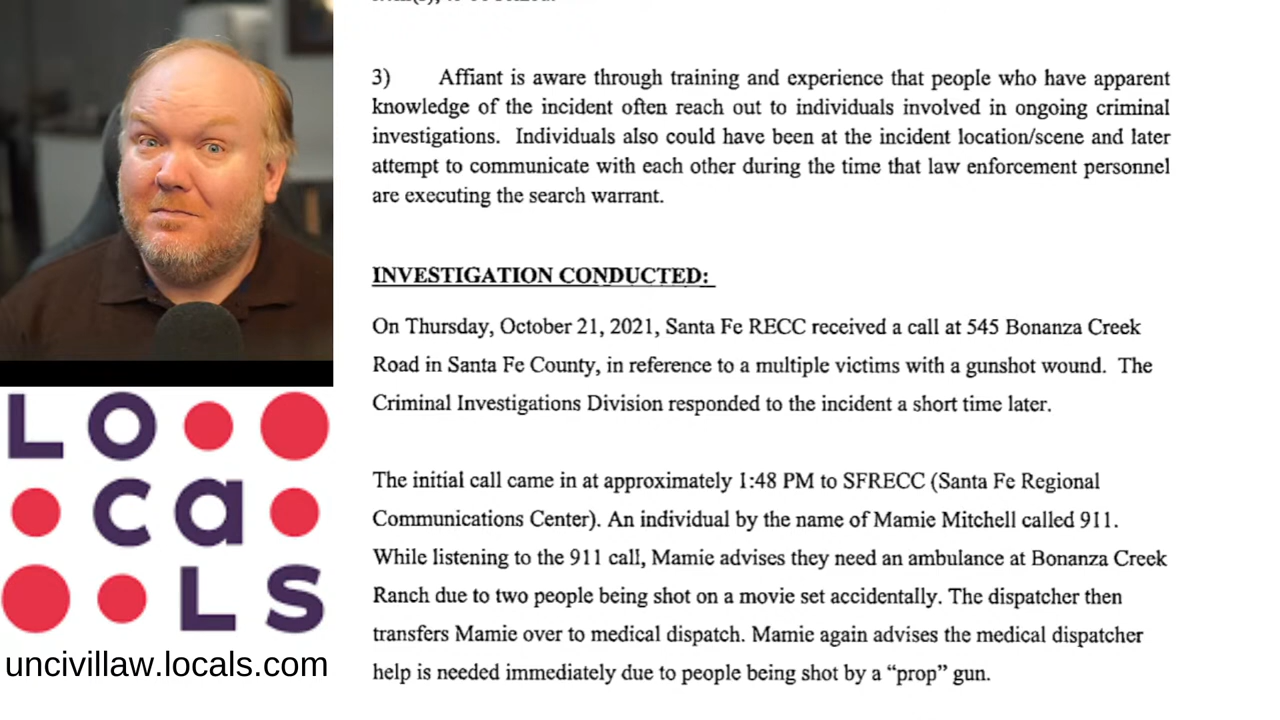 3) Affiant is aware through training and experience that people who have apparent
knowledge of the incident often reach out to individuals involved in ongoing criminal
investigations. Individuals also could have been at the incident location/scene and later
attempt to communicate with each other during the time that law enforcement personnel
are executing the search warrant.
INVESTIGATION CONDUCTED:
On Thursday, October 21, 2021, Santa Fe RECC received a call at 545 Bonanza Creek
Road in Santa Fe County, in reference to a multiple victims with a gunshot wound. The
Criminal Investigations Division responded to the incident a short time later.
The initial call came in at approximately 1:48 PM to SFRECC (Santa Fe Regional
Communications Center). An individual by the name of Mamie Mitchell called 911.
While listening to the 911 call, Mamie advises they need an ambulance at Bonanza Creek
Ranch due to two people being shot on a movie set accidentally. The dispatcher then
transfers Mamie over to medical dispatch. Mamie again advises the medical dispatcher
help is needed immediately due to people being shot by a “prop” gun.
LO
ca
LS
uncivillaw.locals.com